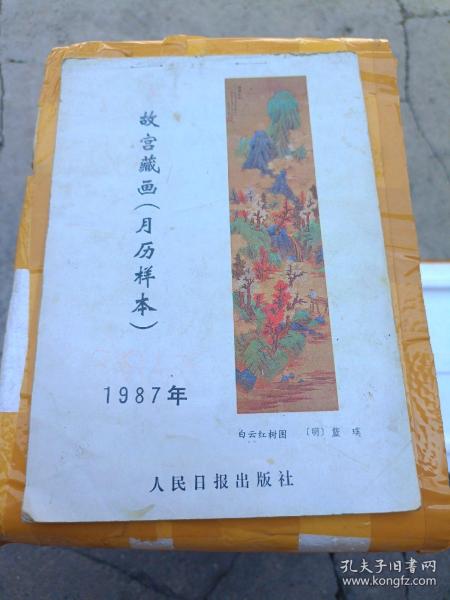 故宫藏画(月历样本)
1987年
白云红树图 〔明〕蓝瑛
人民日报出版社
孔夫子旧书网
www.kongfz.com